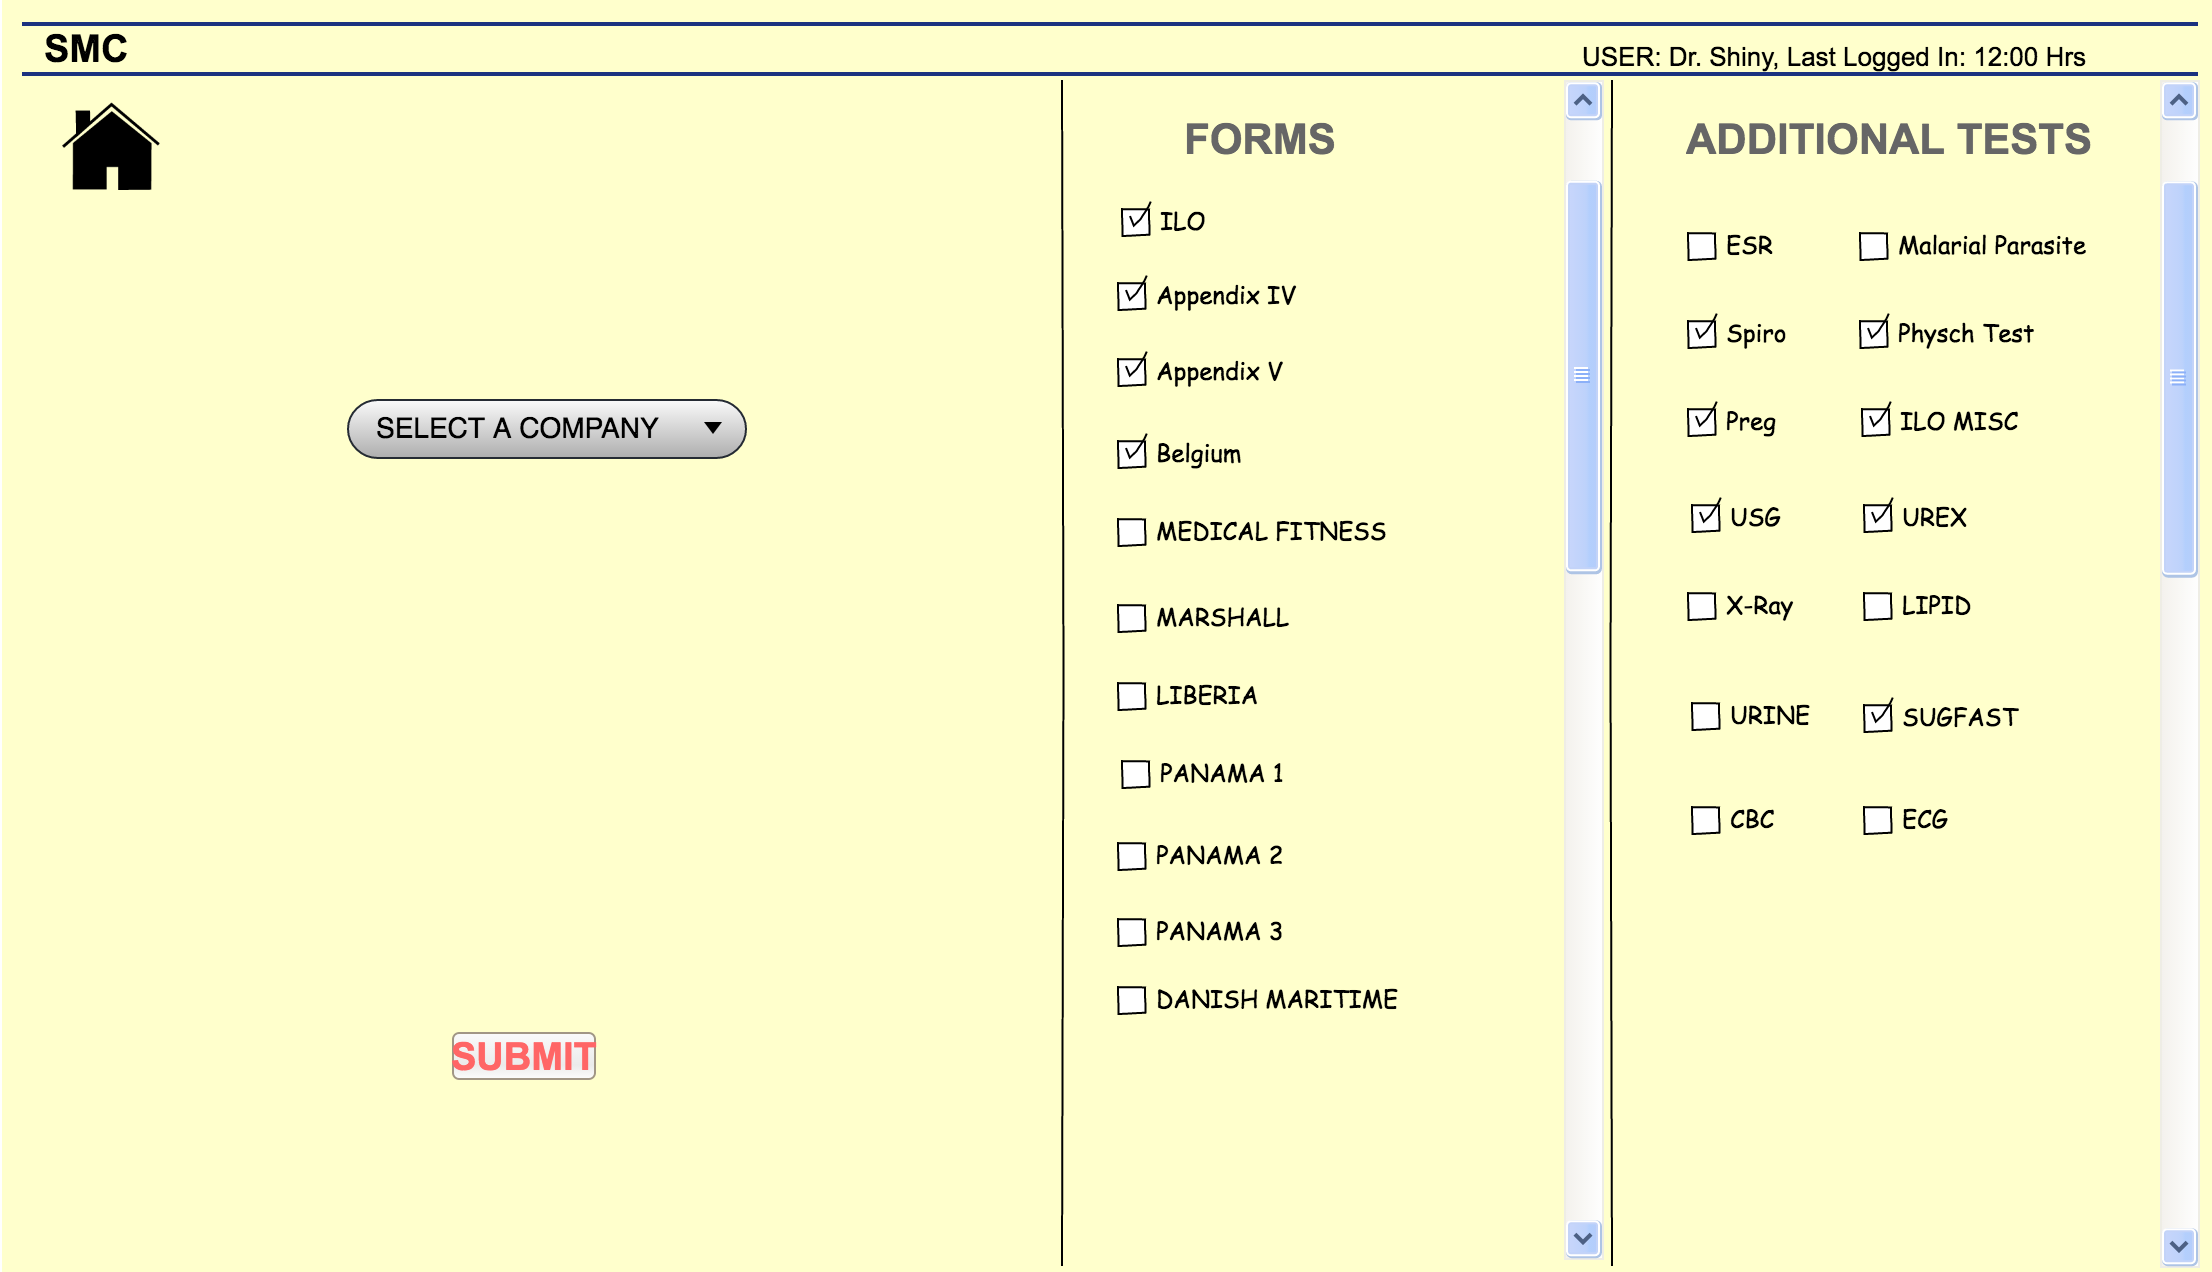 SMC
USER: Dr. Shiny, Last Logged In: 12:00 Hrs
SELECT A COMPANY
SUBMIT
FORMS
ILO
Appendix IV
Appendix V
Belgium
MEDICAL FITNESS
MARSHALL
LIBERIA
PANAMA 1
PANAMA 2
PANAMA 3
DANISH MARITIME
ADDITIONAL TESTS
ESR Malarial Parasite
Spiro Physch Test
Preg ILO MISC
USG UREX
X-Ray LIPID
URINE SUGFAST
CBC ECG